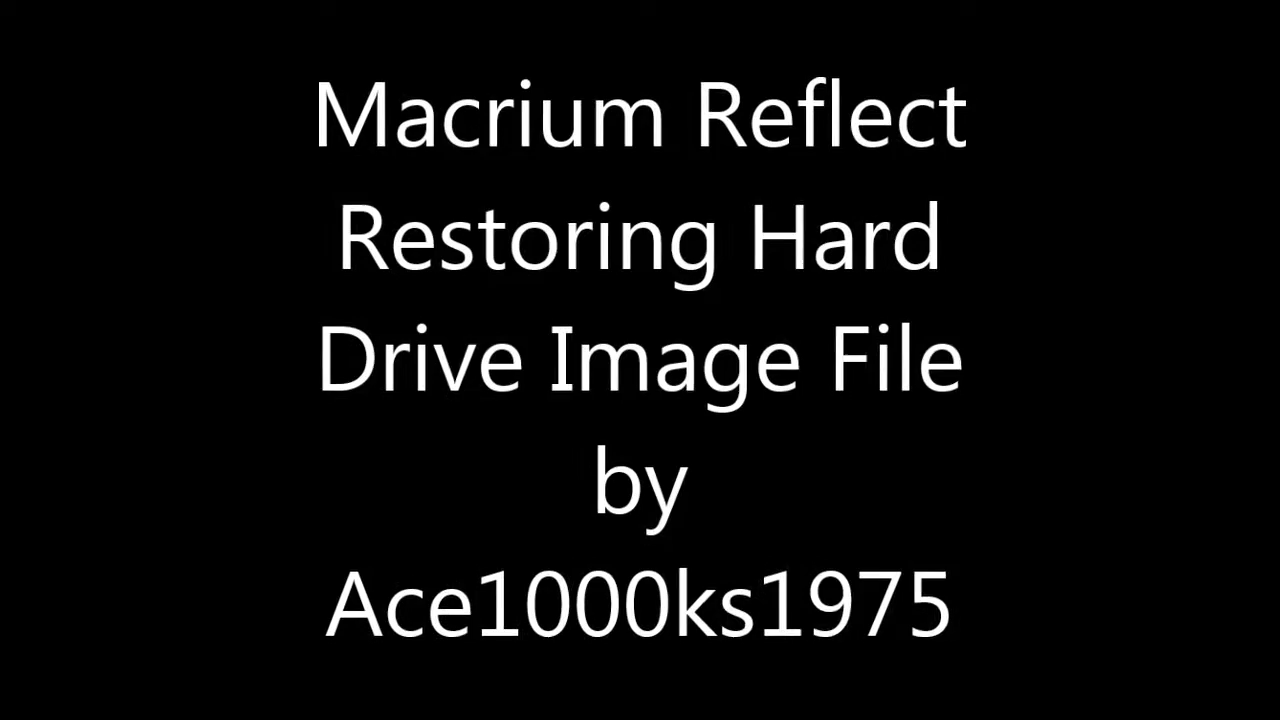 Macrium Reflect
Restoring Hard
Drive Image File
by
Ace1000ks1975